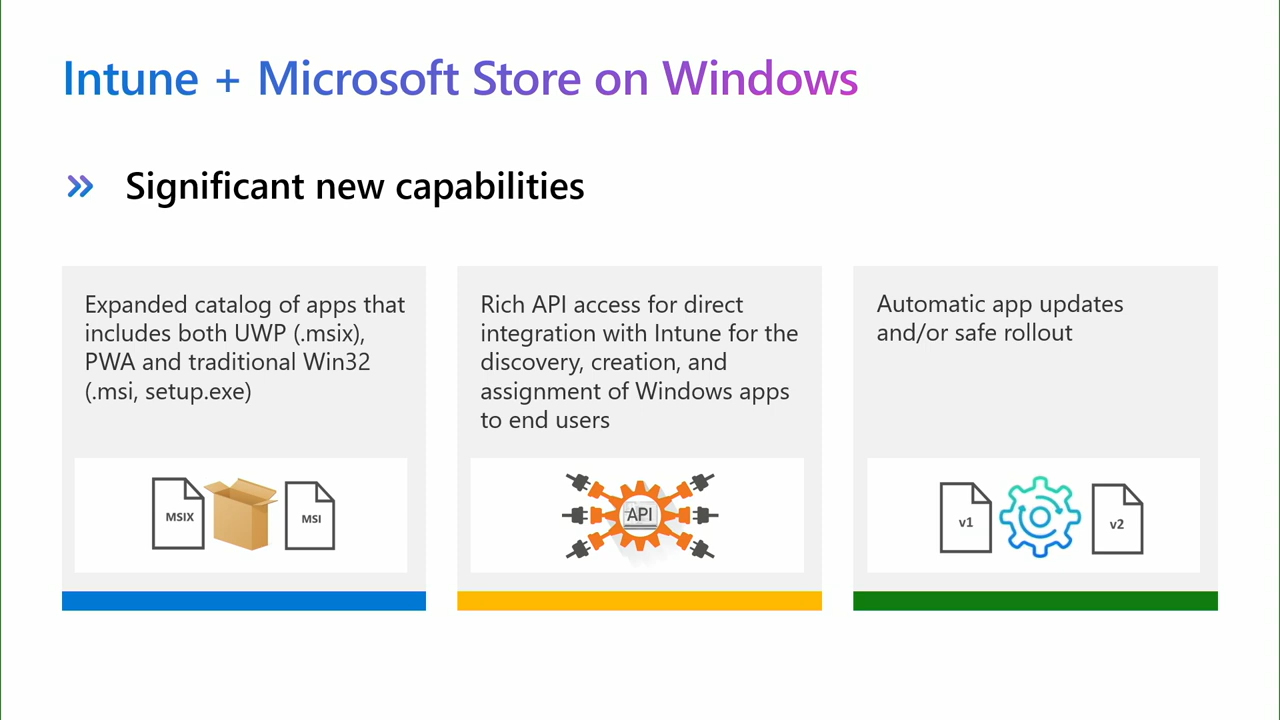 Intune + Microsoft Store on Windows
Significant new capabilities
Expanded catalog of apps that
includes both UWP (.msix),
PWA and traditional Win32
(.msi, setup.exe)
MSIX
MSI
Rich API access for direct
integration with Intune for the
discovery, creation, and
assignment of Windows apps
to end users
API
Automatic app updates
and/or safe rollout
v1
v2